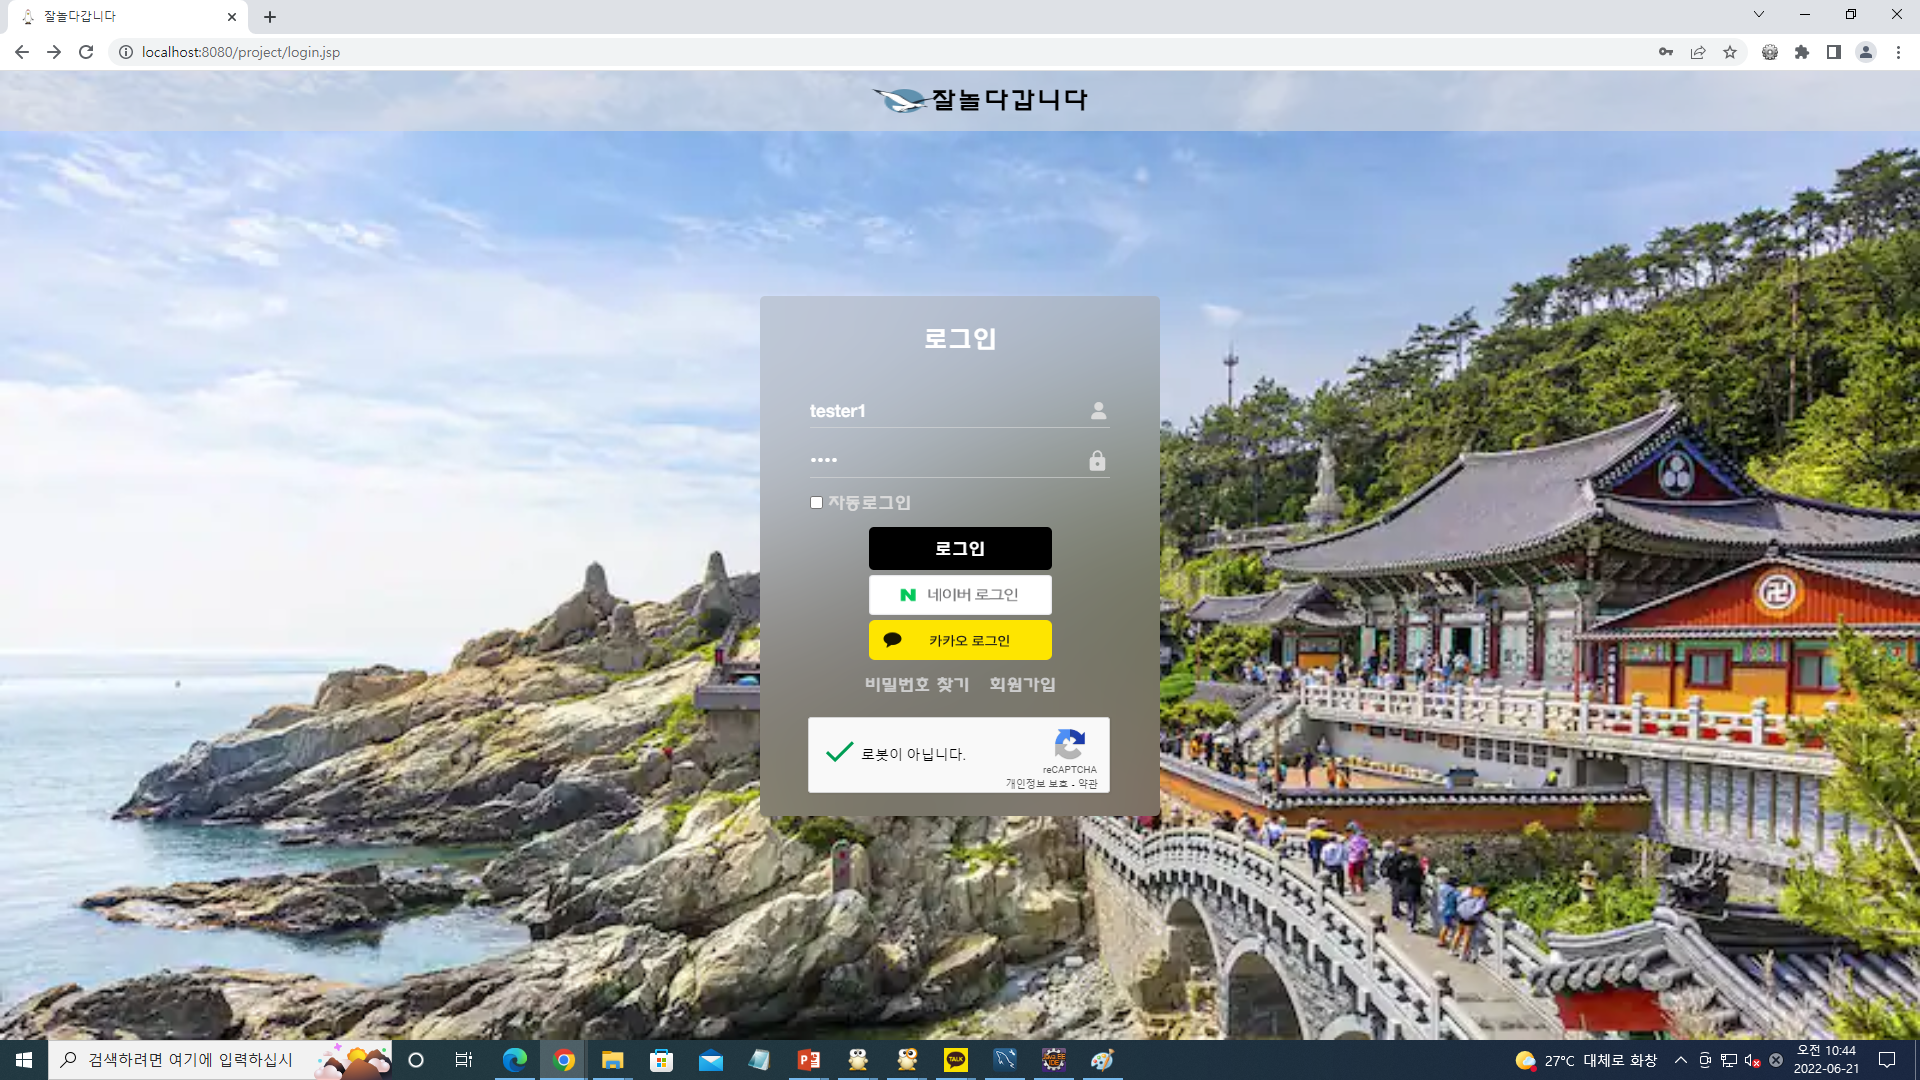 잘놀다갑니다
localhost:8080/project/login.jsp
잘놀다갑니다
로그인
tester1
••••
자동로그인
로그인
N 네이버 로그인
카카오 로그인
비밀번호 찾기 회원가입
로봇이 아닙니다.
reCAPTCHA
개인정보 보호 - 약관
검색하려면 여기에 입력하십시
TALK
27°C 대체로 화창
오전 10:44
2022-06-21